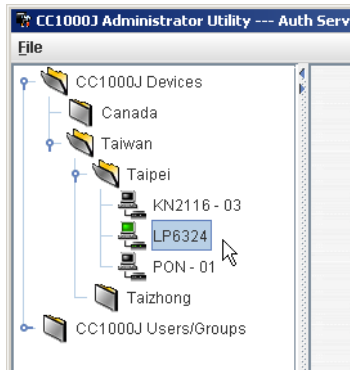 CC1000J Administrator Utility --- Auth Serv
File
CC1000J Devices
Canada
Taiwan
Taipei
KN2116 - 03
LP6324
PON - 01
Taizhong
CC1000J Users/Groups